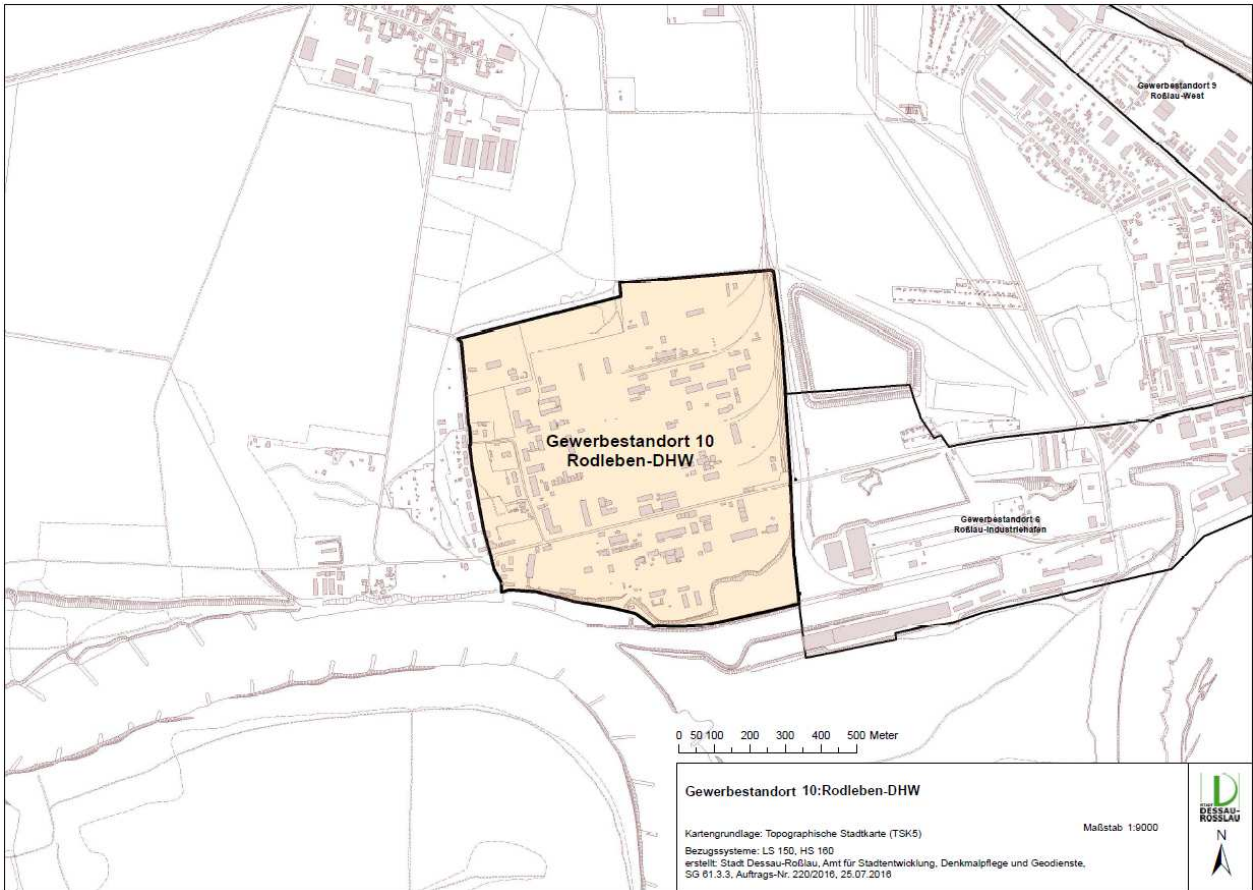 Gewerbestandort 9
Roßlau-West
Gewerbestandort 10
Rodleben-DHW
Gewerbestandort 6
Roßlau-Industriehafen
0 50 100 200 300 400 500 Meter
Gewerbestandort 10:Rodleben-DHW
Maßstab 1:9000
Kartengrundlage: Topographische Stadtkarte (TSK5)
Bezugssysteme: LS 150, HS 160
erstellt: Stadt Dessau-Roßlau, Amt für Stadtentwicklung, Denkmalpflege und Geodienste,
SG 61.3.3, Auftrags-Nr. 220/2016, 25.07.2016
STADT
DESSAU-
ROSSLAU
N